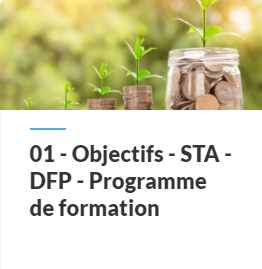 01 - Objectifs - STA -
DFP - Programme
de formation